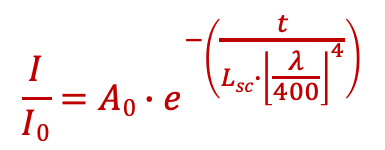 I/I₀ = A₀ · e^−(t / (L_sc · ⌊λ/400⌋⁴))